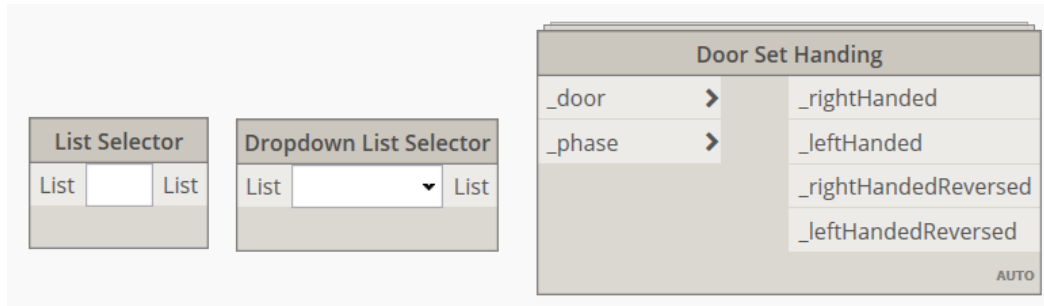 List Selector
List List
Dropdown List Selector
List List
Door Set Handing
_door _rightHanded
_phase _leftHanded
_rightHandedReversed
_leftHandedReversed
AUTO